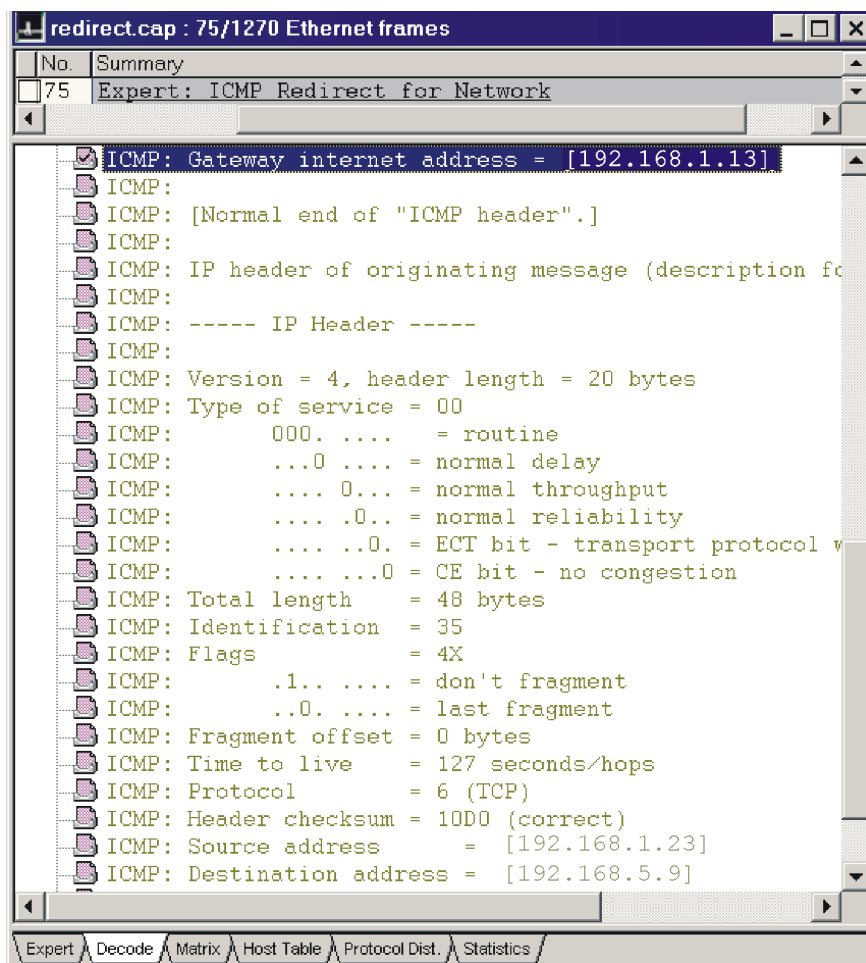 redirect.cap : 75/1270 Ethernet frames
No. Summary
75 Expert: ICMP Redirect for Network
ICMP: Gateway internet address = [192.168.1.13]
ICMP:
ICMP: [Normal end of "ICMP header".]
ICMP:
ICMP: IP header of originating message (description fo
ICMP:
ICMP: ----- IP Header -----
ICMP:
ICMP: Version = 4, header length = 20 bytes
ICMP: Type of service = 00
ICMP: 000. .... = routine
ICMP: ...0 .... = normal delay
ICMP: .... 0... = normal throughput
ICMP: .... .0.. = normal reliability
ICMP: .... ..0. = ECT bit - transport protocol w
ICMP: .... ...0 = CE bit - no congestion
ICMP: Total length = 48 bytes
ICMP: Identification = 35
ICMP: Flags = 4X
ICMP: .1.. .... = don't fragment
ICMP: ..0. .... = last fragment
ICMP: Fragment offset = 0 bytes
ICMP: Time to live = 127 seconds/hops
ICMP: Protocol = 6 (TCP)
ICMP: Header checksum = 10D0 (correct)
ICMP: Source address = [192.168.1.23]
ICMP: Destination address = [192.168.5.9]
Expert Decode Matrix Host Table Protocol Dist. Statistics